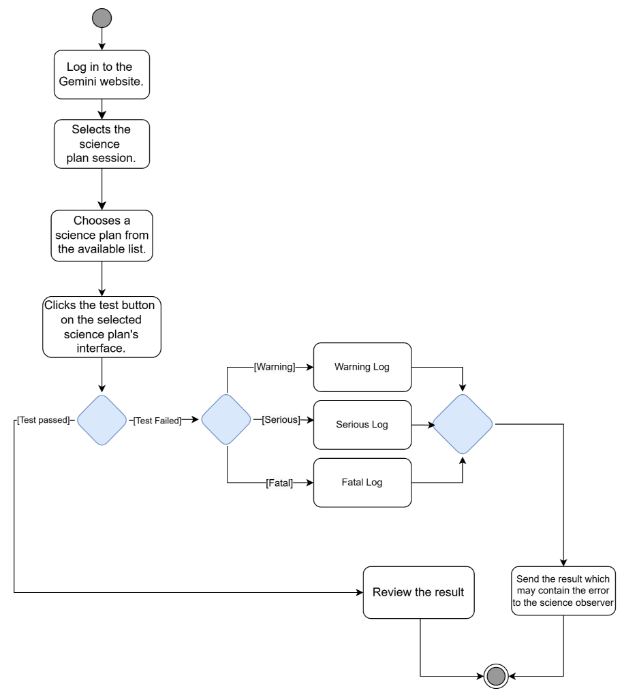 Log in to the
Gemini website.
Selects the
science
plan session.
Chooses a
science plan from
the available list.
Clicks the test button
on the selected
science plan's
interface.
[Test passed]
[Test Failed]
[Warning]
Warning Log
[Serious]
Serious Log
[Fatal]
Fatal Log
Review the result
Send the result which
may contain the error
to the science observer